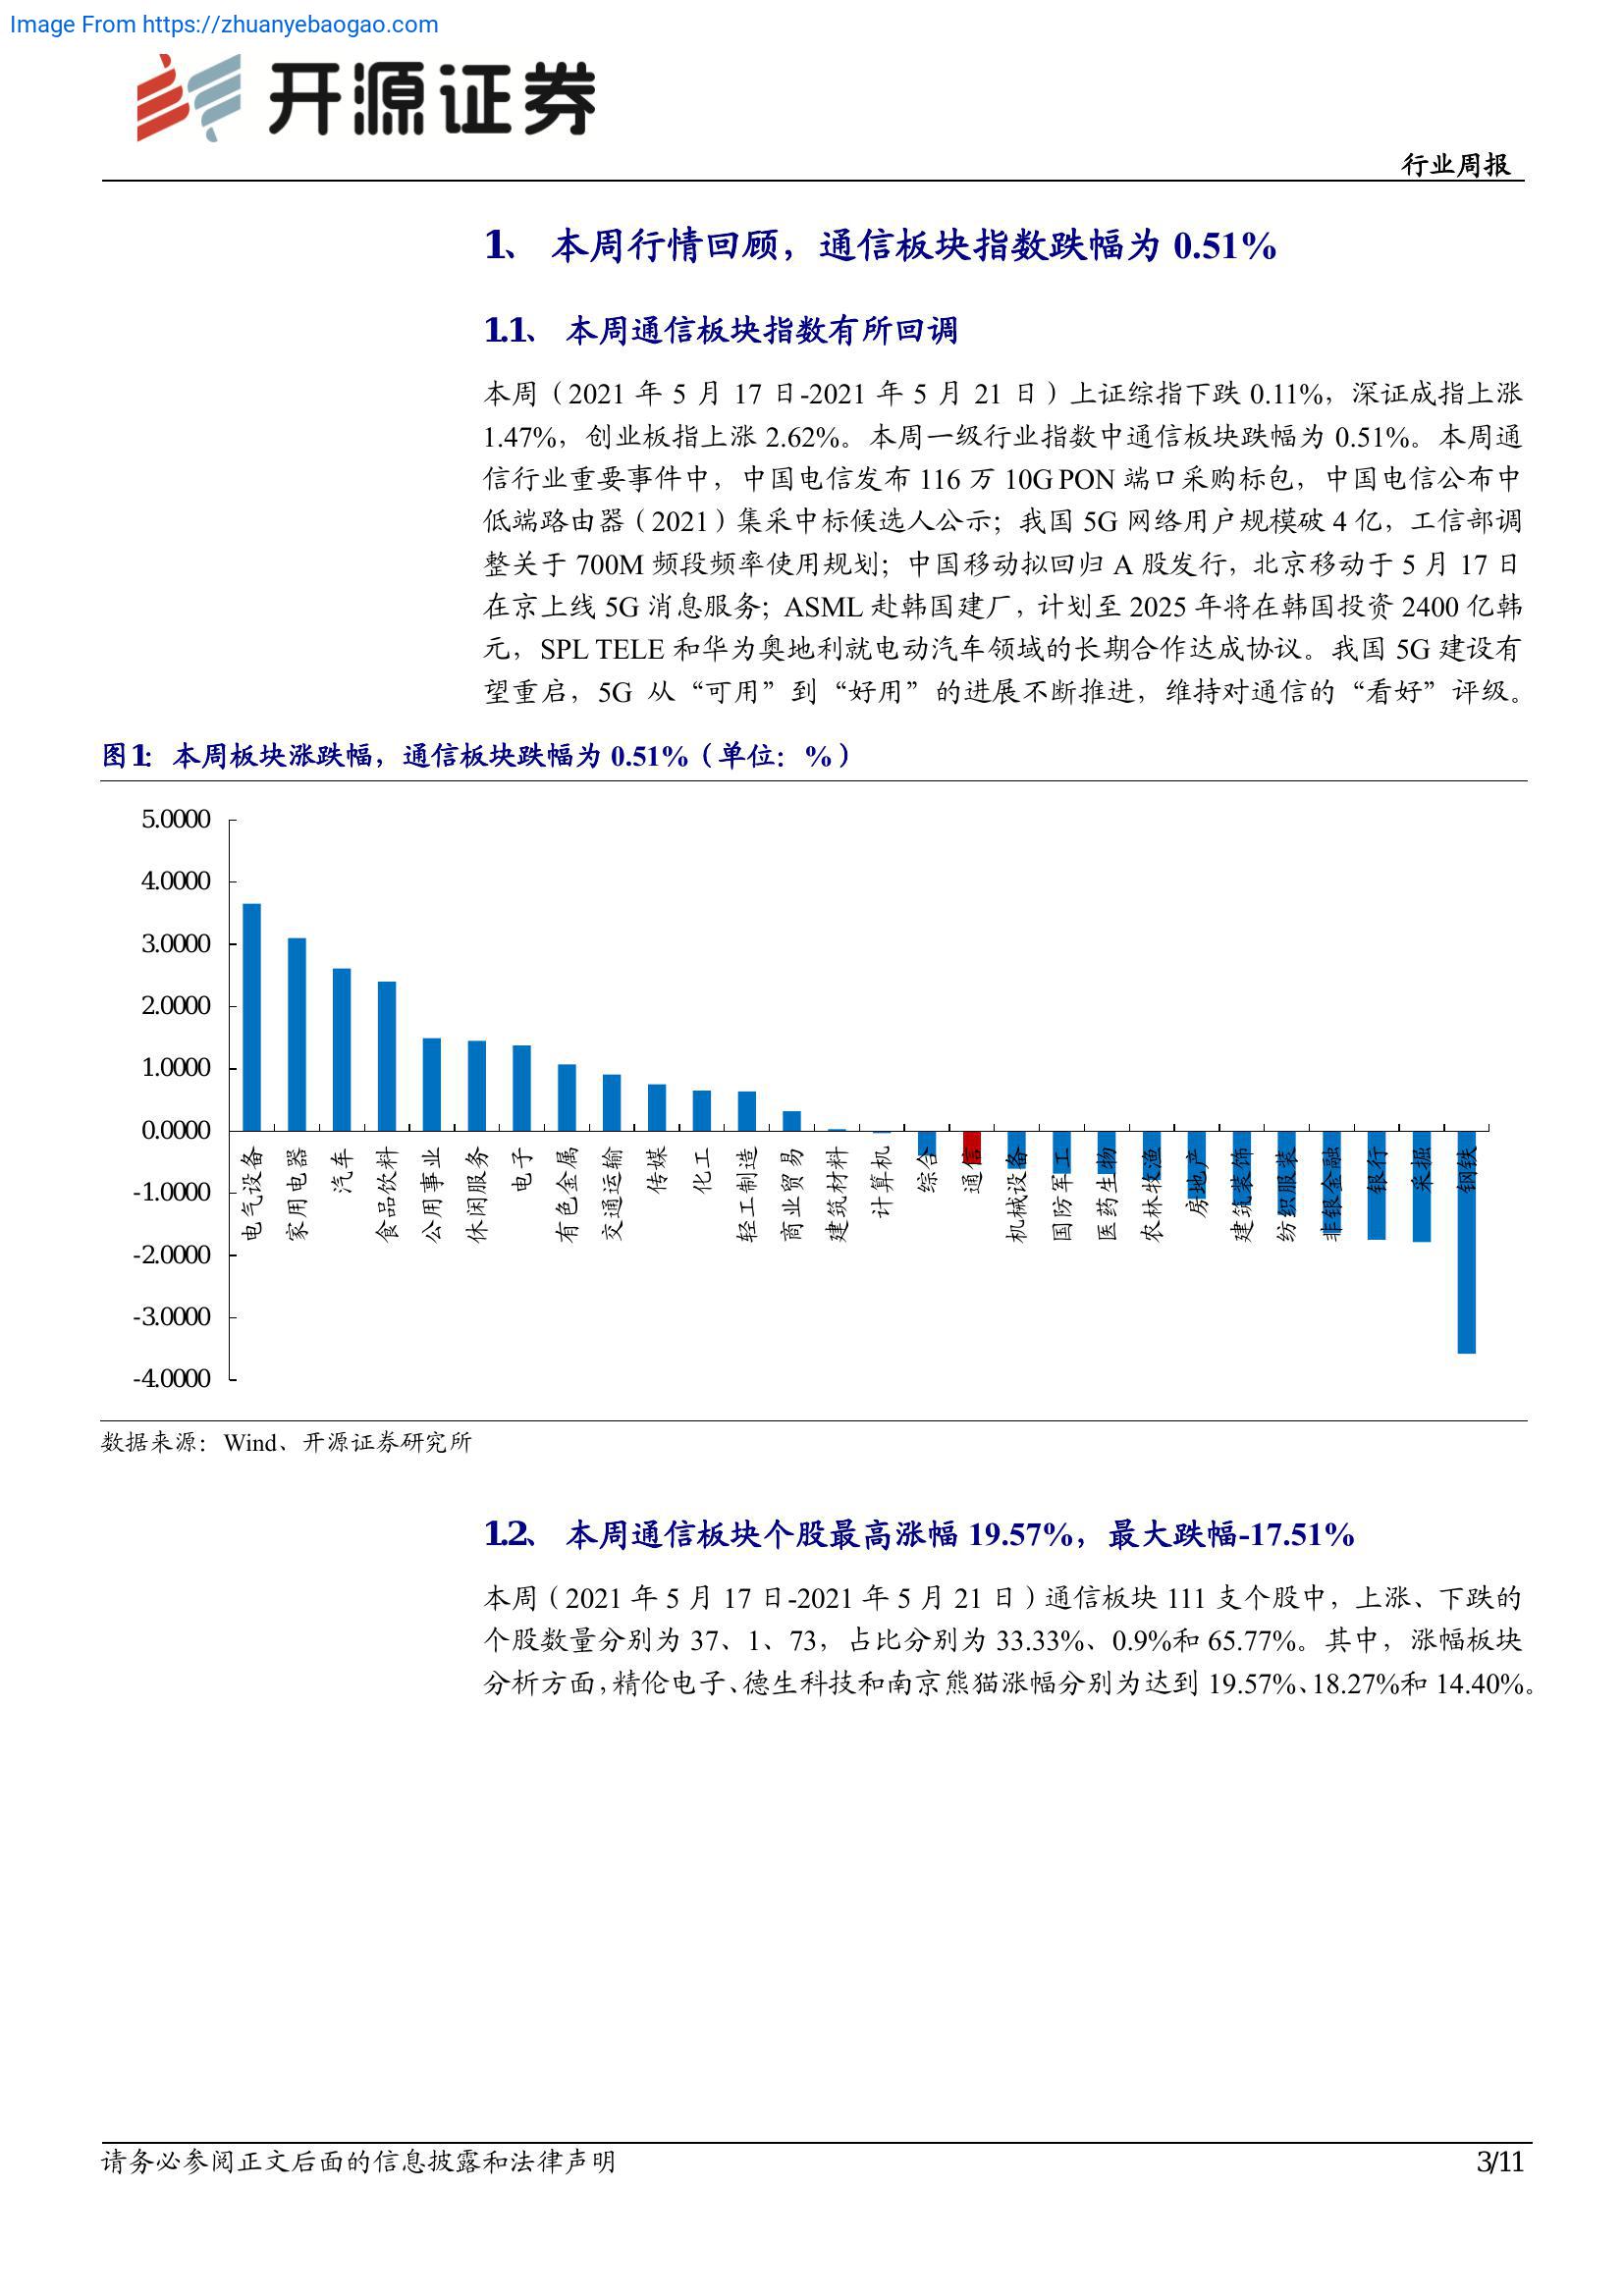 Image From https://zhuanyebaogao.com
开源证券
行业周报
1、 本周行情回顾，通信板块指数跌幅为 0.51%
1.1、 本周通信板块指数有所回调
本周（2021 年 5 月 17 日-2021 年 5 月 21 日）上证综指下跌 0.11%，深证成指上涨
1.47%，创业板指上涨 2.62%。本周一级行业指数中通信板块跌幅为 0.51%。本周通
信行业重要事件中，中国电信发布 116 万 10G PON 端口采购标包，中国电信公布中
低端路由器（2021）集采中标候选人公示；我国 5G 网络用户规模破 4 亿，工信部调
整关于 700M 频段频率使用规划；中国移动拟回归 A 股发行，北京移动于 5 月 17 日
在京上线 5G 消息服务；ASML 赴韩国建厂，计划至 2025 年将在韩国投资 2400 亿韩
元，SPL TELE 和华为奥地利就电动汽车领域的长期合作达成协议。我国 5G 建设有
望重启，5G 从“可用”到“好用”的进展不断推进，维持对通信的“看好”评级。
图1：本周板块涨跌幅，通信板块跌幅为 0.51%（单位：%）
5.0000
4.0000
3.0000
2.0000
1.0000
0.0000
-1.0000
-2.0000
-3.0000
-4.0000
电气设备
家用电器
汽车
食品饮料
公用事业
休闲服务
电子
有色金属
交通运输
传媒
化工
轻工制造
商业贸易
建筑材料
计算机
综合
通信
机械设备
国防军工
医药生物
农林牧渔
房地产
建筑装饰
纺织服装
非银金融
银行
采掘
钢铁
数据来源：Wind、开源证券研究所
1.2、 本周通信板块个股最高涨幅 19.57%，最大跌幅-17.51%
本周（2021 年 5 月 17 日-2021 年 5 月 21 日）通信板块 111 支个股中，上涨、下跌的
个股数量分别为 37、1、73，占比分别为 33.33%、0.9%和 65.77%。其中，涨幅板块
分析方面，精伦电子、德生科技和南京熊猫涨幅分别为达到 19.57%、18.27%和 14.40%。
请务必参阅正文后面的信息披露和法律声明
3/11